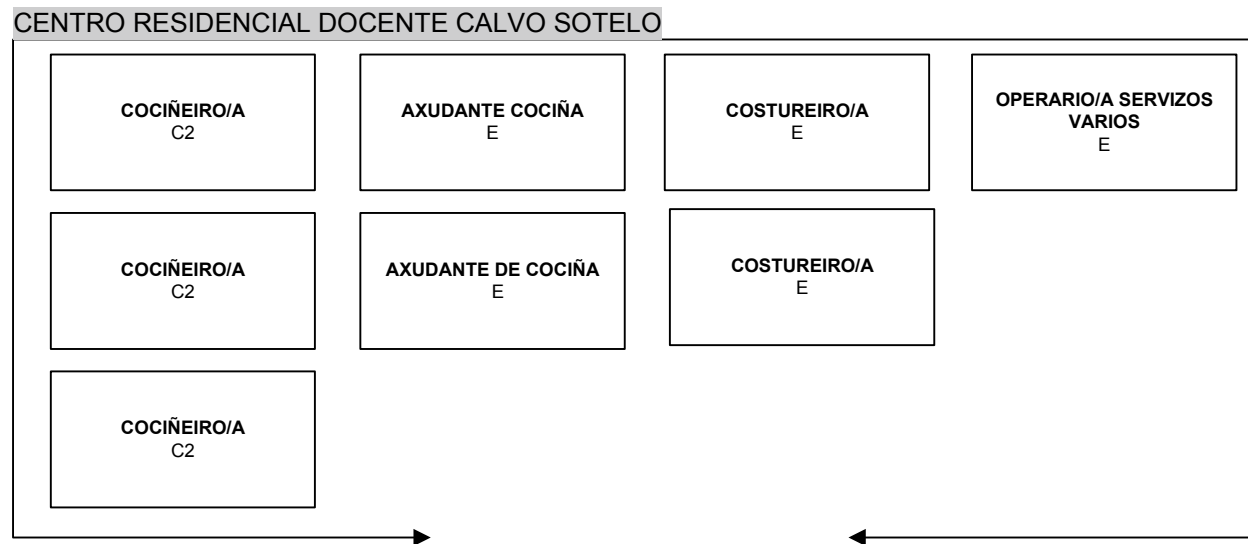 CENTRO RESIDENCIAL DOCENTE CALVO SOTELO
COCIÑEIRO/A
C2
AXUDANTE COCIÑA
E
COSTUREIRO/A
E
OPERARIO/A SERVIZOS
VARIOS
E
COCIÑEIRO/A
C2
AXUDANTE DE COCIÑA
E
COSTUREIRO/A
E
COCIÑEIRO/A
C2